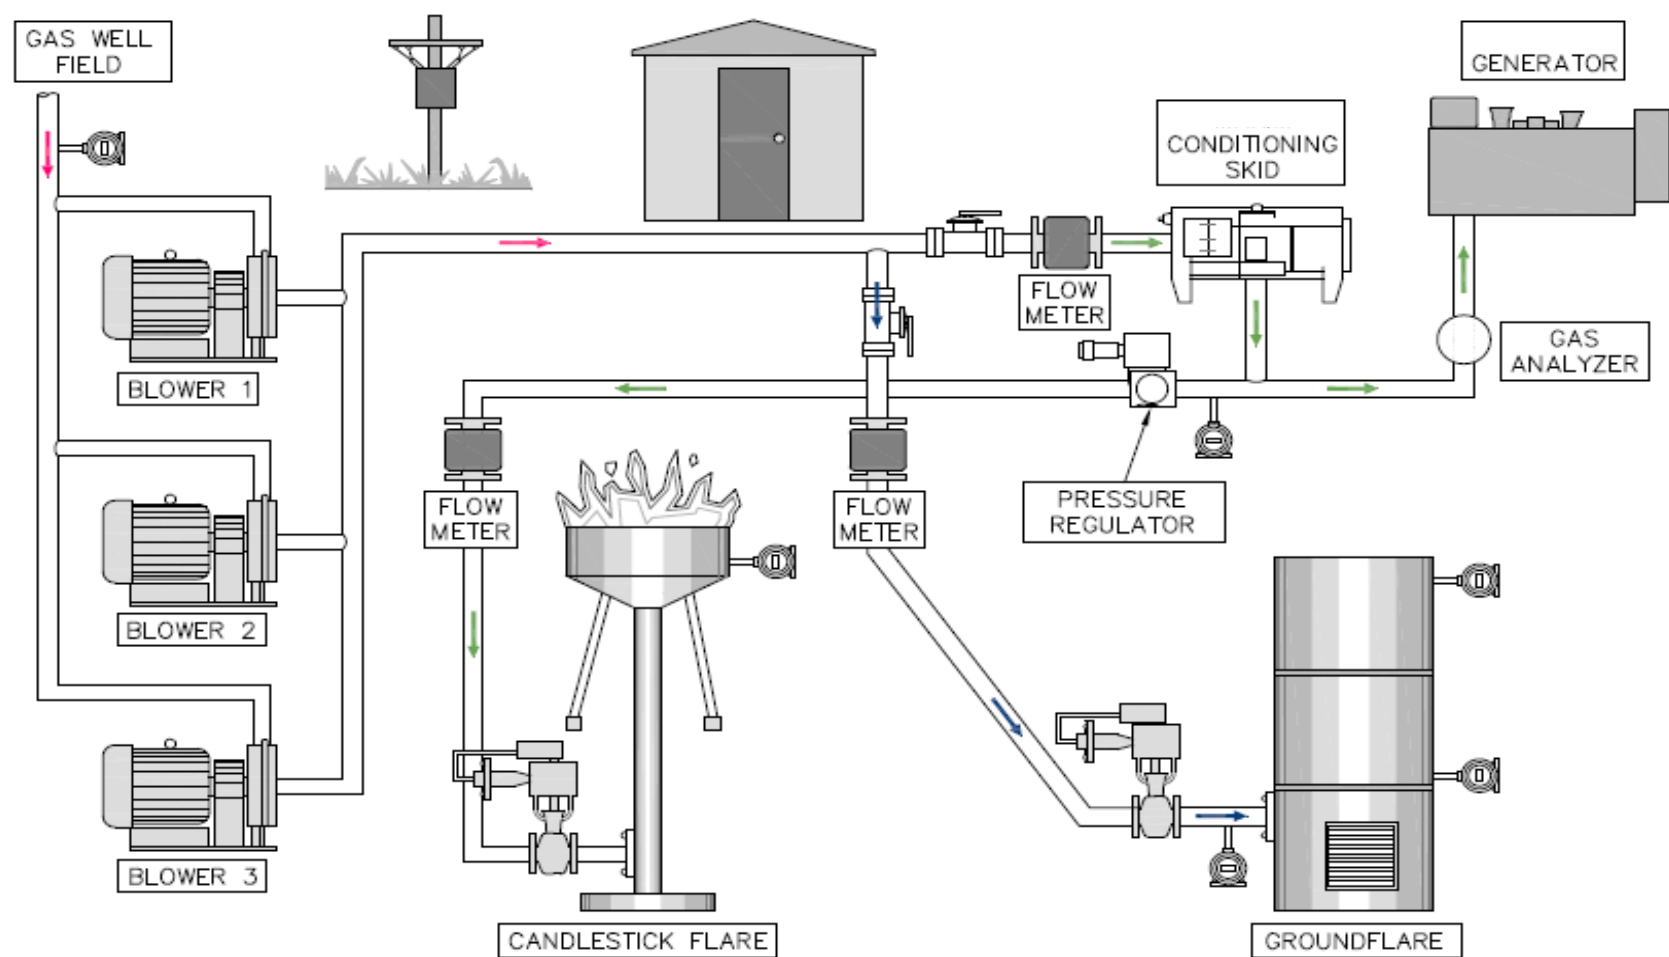 GAS WELL
FIELD
GENERATOR
CONDITIONING
SKID
FLOW
METER
GAS
ANALYZER
BLOWER 1
FLOW
METER
FLOW
METER
PRESSURE
REGULATOR
BLOWER 2
BLOWER 3
CANDLESTICK FLARE
GROUNDFLARE